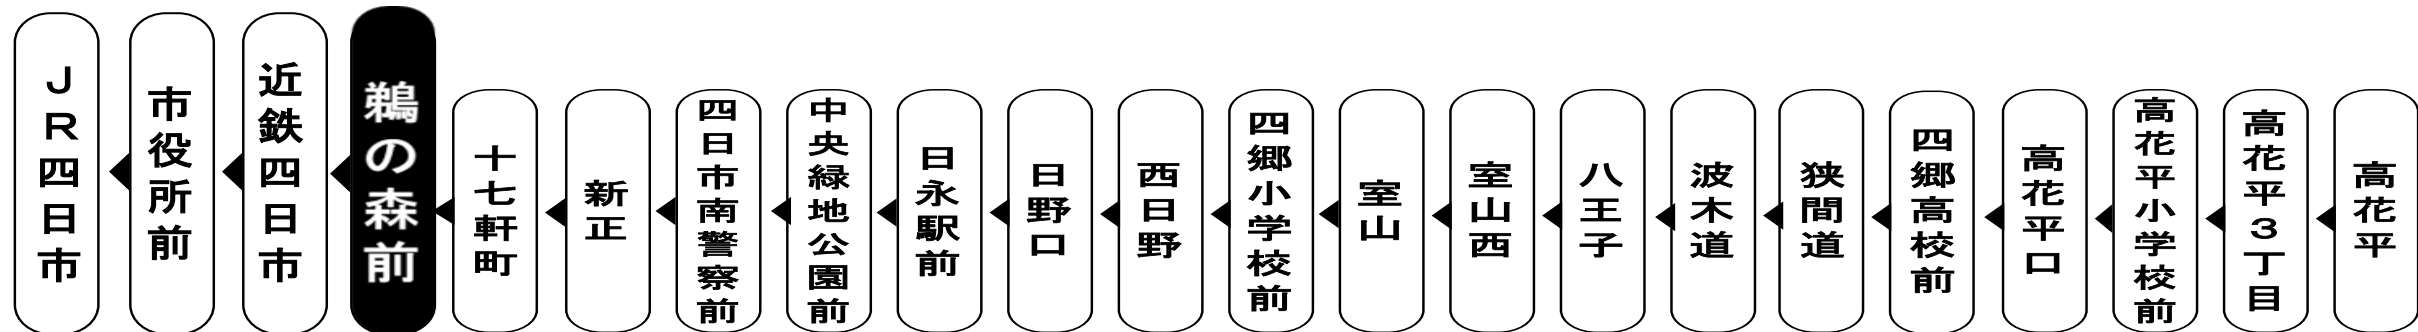 JR四日市
市役所前
近鉄四日市
鵜の森前
十七軒町
新正
四日市南警察前
中央緑地公園前
日永駅前
日野口
西日野
四郷小学校前
室山
室山西
八王子
波木道
狭間道
四郷高校前
高花平口
高花平小学校前
高花平3丁目
高花平